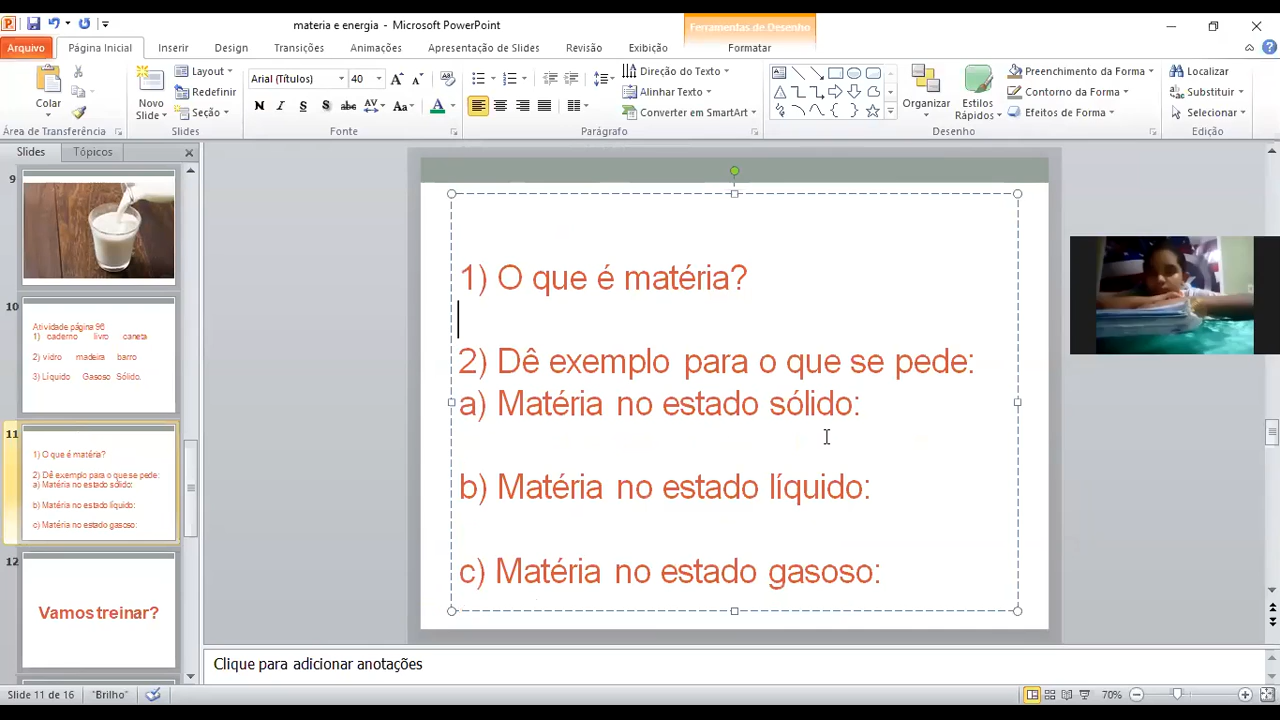 materia e energia - Microsoft PowerPoint
Ferramentas de Desenho
Arquivo Página Inicial Inserir Design Transições Animações Apresentação de Slides Revisão Exibição Formatar
Colar
Novo Slide
Layout
Redefinir
Seção
Arial (Títulos) 40
N I S S abc AV Aa A
Direção do Texto
Alinhar Texto
Converter em SmartArt
Organizar
Estilos Rápidos
Preenchimento da Forma
Contorno da Forma
Efeitos de Forma
Localizar
Substituir
Selecionar
Área de Transferência Slides Fonte Parágrafo Desenho Edição
Slides Tópicos
9
10
Atividade página 96
1) caderno livro caneta
2) vidro madeira barro
3) Líquido Gasoso Sólido.
11
1) O que é matéria?
2) Dê exemplo para o que se pede:
a) Matéria no estado sólido:
b) Matéria no estado líquido:
c) Matéria no estado gasoso:
12
Vamos treinar?
1) O que é matéria?
2) Dê exemplo para o que se pede:
a) Matéria no estado sólido:
b) Matéria no estado líquido:
c) Matéria no estado gasoso:
Clique para adicionar anotações
Slide 11 de 16 "Brilho" 70%